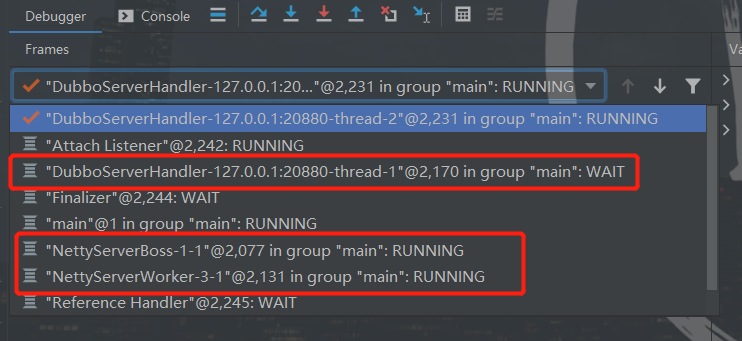 Debugger Console
Frames Va
"DubboServerHandler-127.0.0.1:20..."@2,231 in group "main": RUNNING
"DubboServerHandler-127.0.0.1:20880-thread-2"@2,231 in group "main": RUNNING
"Attach Listener"@2,242: RUNNING
"DubboServerHandler-127.0.0.1:20880-thread-1"@2,170 in group "main": WAIT
"Finalizer"@2,244: WAIT
"main"@1 in group "main": RUNNING
"NettyServerBoss-1-1"@2,077 in group "main": RUNNING
"NettyServerWorker-3-1"@2,131 in group "main": RUNNING
"Reference Handler"@2,245: WAIT